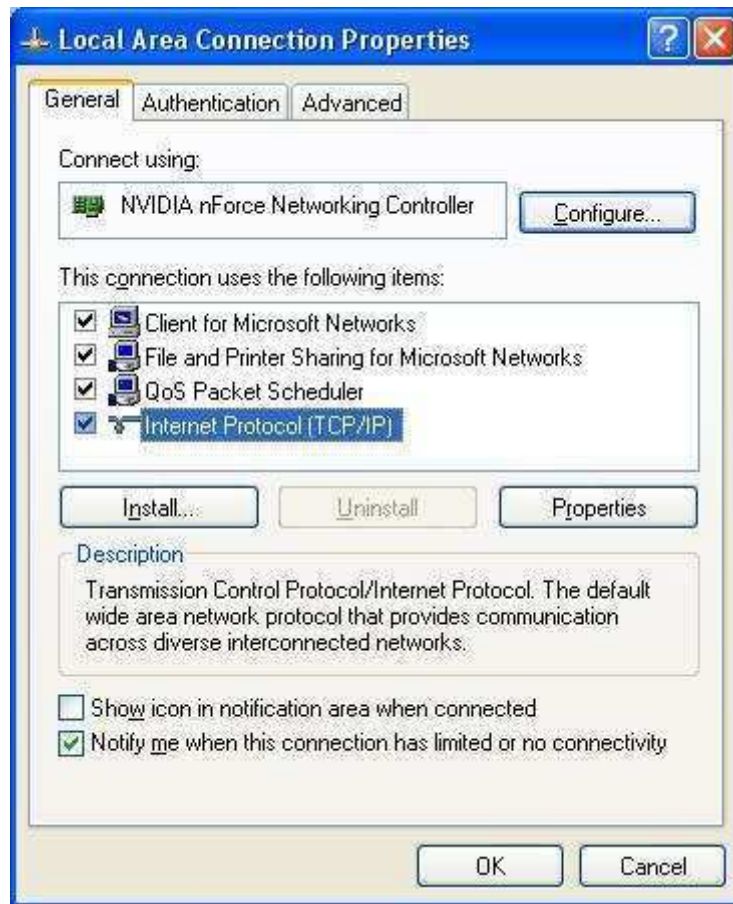 Local Area Connection Properties
General Authentication Advanced
Connect using:
NVIDIA nForce Networking Controller Configure...
This connection uses the following items:
Client for Microsoft Networks
File and Printer Sharing for Microsoft Networks
QoS Packet Scheduler
Internet Protocol (TCP/IP)
Install... Uninstall Properties
Description
Transmission Control Protocol/Internet Protocol. The default
wide area network protocol that provides communication
across diverse interconnected networks.
Show icon in notification area when connected
Notify me when this connection has limited or no connectivity
OK Cancel